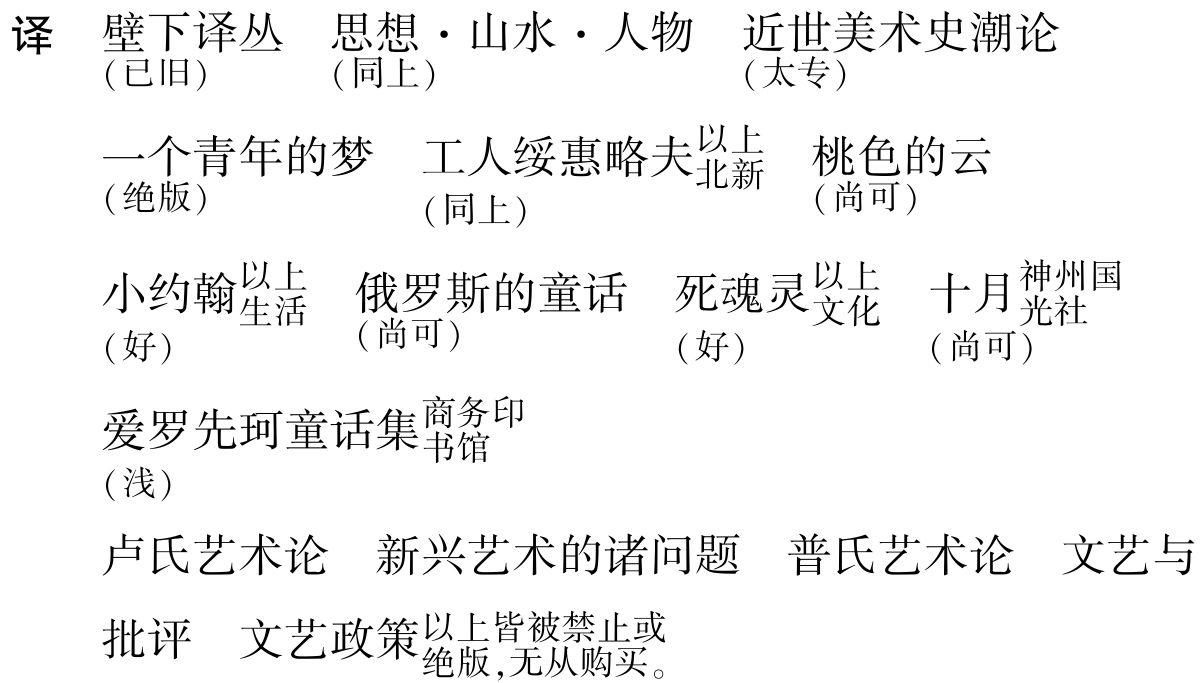 译 壁下译丛 思想·山水·人物 近世美术史潮论
(已旧) (同上) (太专)
一个青年的梦 工人绥惠略夫以上北新 桃色的云
(绝版) (同上) (尚可)
小约翰以上生活 俄罗斯的童话 死魂灵以上文化 十月神州国光社
(好) (尚可) (好) (尚可)
爱罗先珂童话集商务印书馆
(浅)
卢氏艺术论 新兴艺术的诸问题 普氏艺术论 文艺与
批评 文艺政策以上皆被禁止或绝版,无从购买。